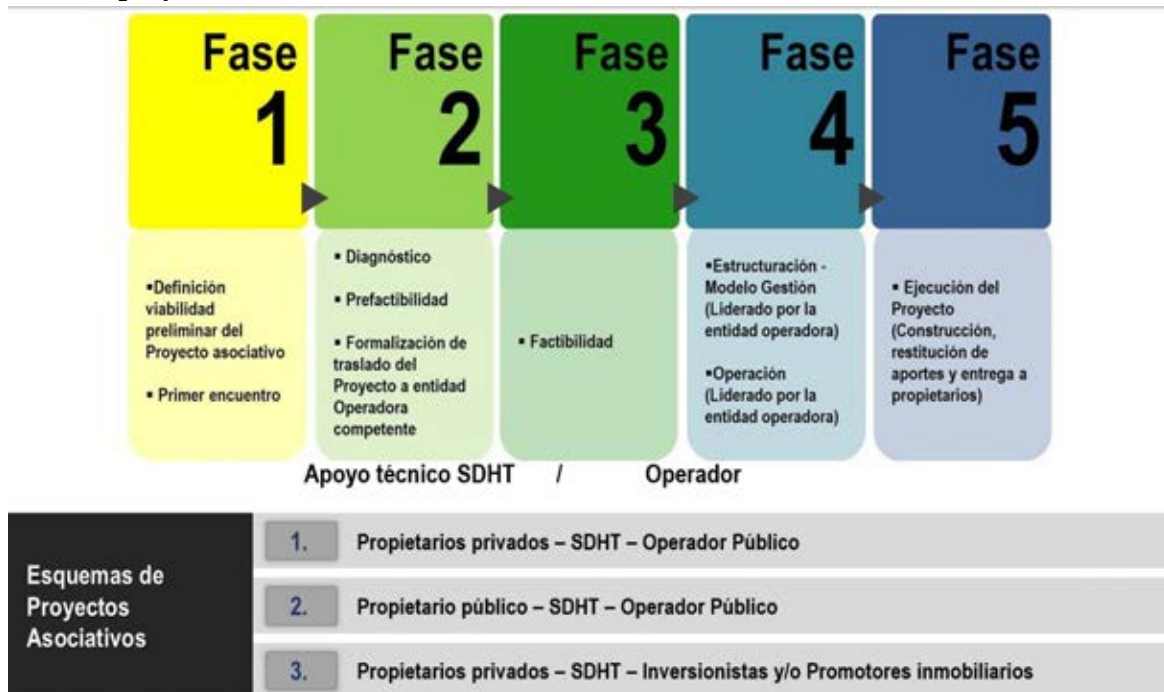 Fase
1
Fase
2
Fase
3
Fase
4
Fase
5
▪Definición
viabilidad
preliminar del
Proyecto asociativo
▪ Primer encuentro
▪ Diagnóstico
▪ Prefactibilidad
▪ Formalización de
traslado del
Proyecto a entidad
Operadora
competente
▪ Factibilidad
▪Estructuración -
Modelo Gestión
(Liderado por la
entidad operadora)
▪Operación
(Liderado por la
entidad operadora)
▪ Ejecución del
Proyecto
(Construcción,
restitución de
aportes y entrega a
propietarios)
Apoyo técnico SDHT / Operador
Esquemas de
Proyectos
Asociativos
1. Propietarios privados – SDHT – Operador Público
2. Propietario público – SDHT – Operador Público
3. Propietarios privados – SDHT – Inversionistas y/o Promotores inmobiliarios